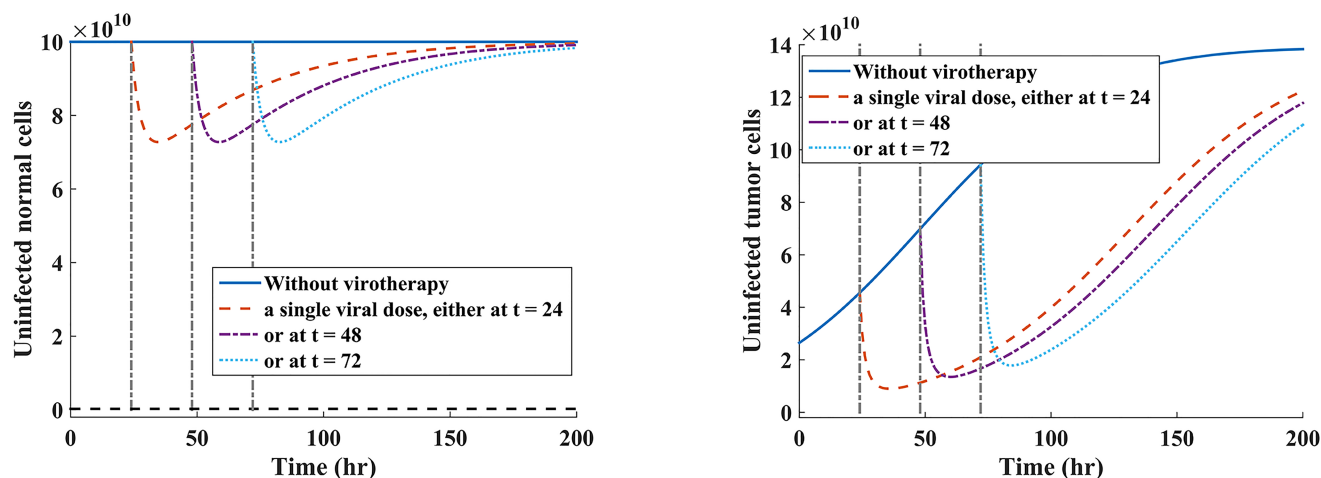 ×10^10
10
8
6
4
2
0
Uninfected normal cells
Without virotherapy
a single viral dose, either at t = 24
or at t = 48
or at t = 72
0 50 100 150 200
Time (hr)
×10^10
14
12
10
8
6
4
2
0
Uninfected tumor cells
Without virotherapy
a single viral dose, either at t = 24
or at t = 48
or at t = 72
0 50 100 150 200
Time (hr)